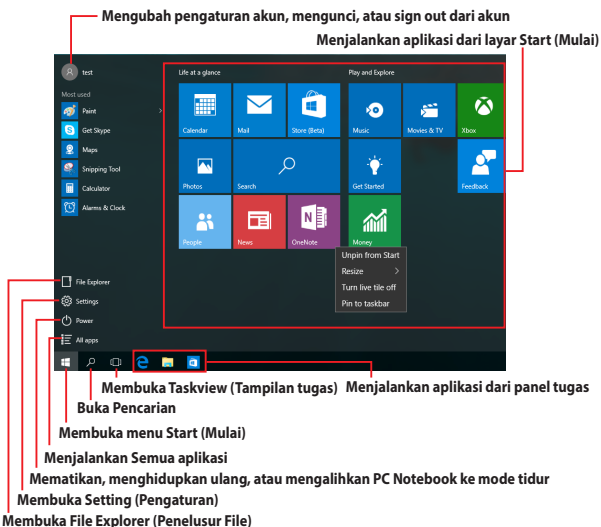 Mengubah pengaturan akun, mengunci, atau sign out dari akun
Menjalankan aplikasi dari layar Start (Mulai)
test
Life at a glance
Play and Explore
Most used
Paint
Get Skype
Maps
Snipping Tool
Calculator
Alarms & Clock
Calendar
Mail
Store (Beta)
Music
Movies & TV
Xbox
Photos
Search
Get Started
Feedback
People
News
OneNote
Money
Unpin from Start
Resize
Turn live tile off
Pin to taskbar
File Explorer
Settings
Power
All apps
Membuka Taskview (Tampilan tugas)
Menjalankan aplikasi dari panel tugas
Buka Pencarian
Membuka menu Start (Mulai)
Menjalankan Semua aplikasi
Mematikan, menghidupkan ulang, atau mengalihkan PC Notebook ke mode tidur
Membuka Setting (Pengaturan)
Membuka File Explorer (Penelusur File)